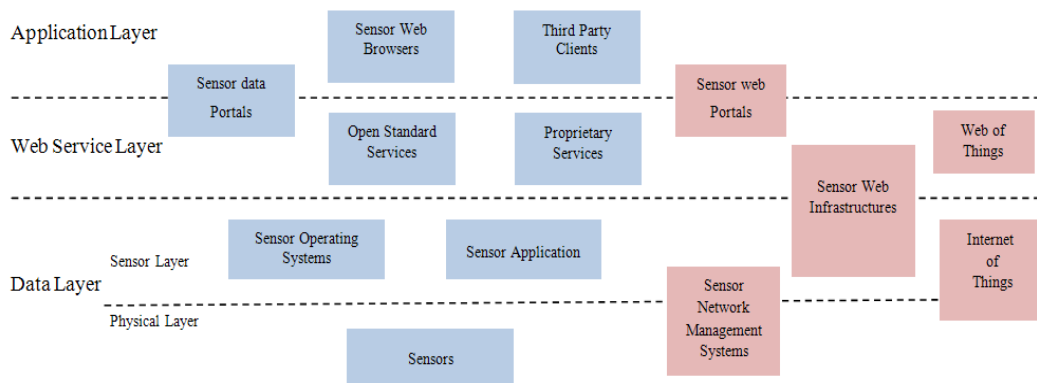 Application Layer
Sensor Web
Browsers
Third Party
Clients
Sensor data
Portals
Sensor web
Portals
Web Service Layer
Open Standard
Services
Proprietary
Services
Web of
Things
Sensor Web
Infrastructures
Sensor Operating
Systems
Sensor Application
Internet
of
Things
Sensor Layer
Data Layer
Physical Layer
Sensor
Network
Management
Systems
Sensors